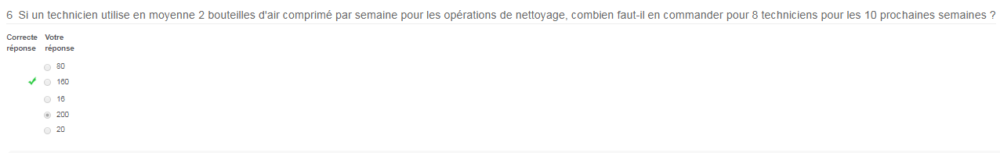 6 Si un technicien utilise en moyenne 2 bouteilles d'air comprimé par semaine pour les opérations de nettoyage, combien faut-il en commander pour 8 techniciens pour les 10 prochaines semaines ?
Correcte réponse
Votre réponse
80
160
16
200
20